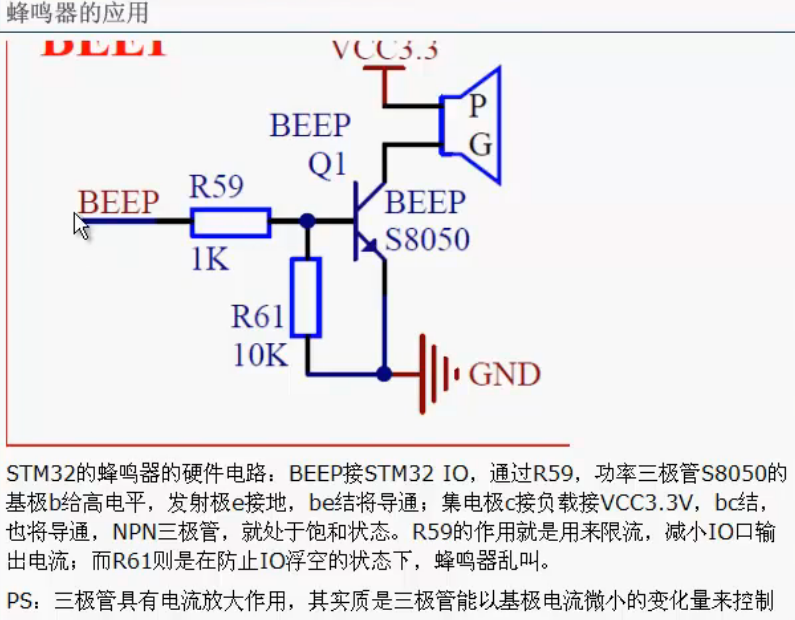 蜂鸣器的应用
BEEP
VCC3.3
P
BEEP
G
Q1
BEEP
R59
BEEP
S8050
1K
R61
10K
GND
STM32的蜂鸣器的硬件电路：BEEP接STM32 IO，通过R59，功率三极管S8050的
基极b给高电平，发射极e接地，be结将导通；集电极c接负载接VCC3.3V，bc结，
也将导通，NPN三极管，就处于饱和状态。R59的作用就是用来限流，减小IO口输
出电流；而R61则是在防止IO浮空的状态下，蜂鸣器乱叫。
PS：三极管具有电流放大作用，其实质是三极管能以基极电流微小的变化量来控制